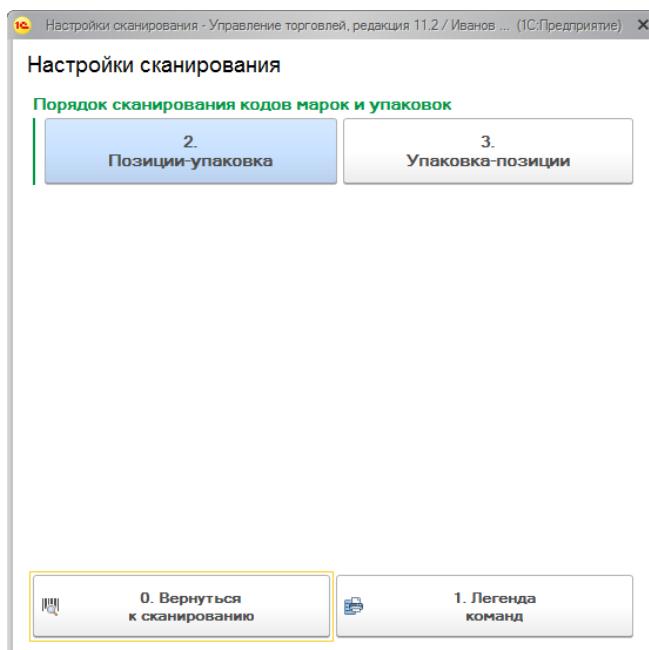 1С Настройки сканирования - Управление торговлей, редакция 11.2 / Иванов ... (1С:Предприятие)
Настройки сканирования
Порядок сканирования кодов марок и упаковок
2.
Позиции-упаковка
3.
Упаковка-позиции
0. Вернуться
к сканированию
1. Легенда
команд